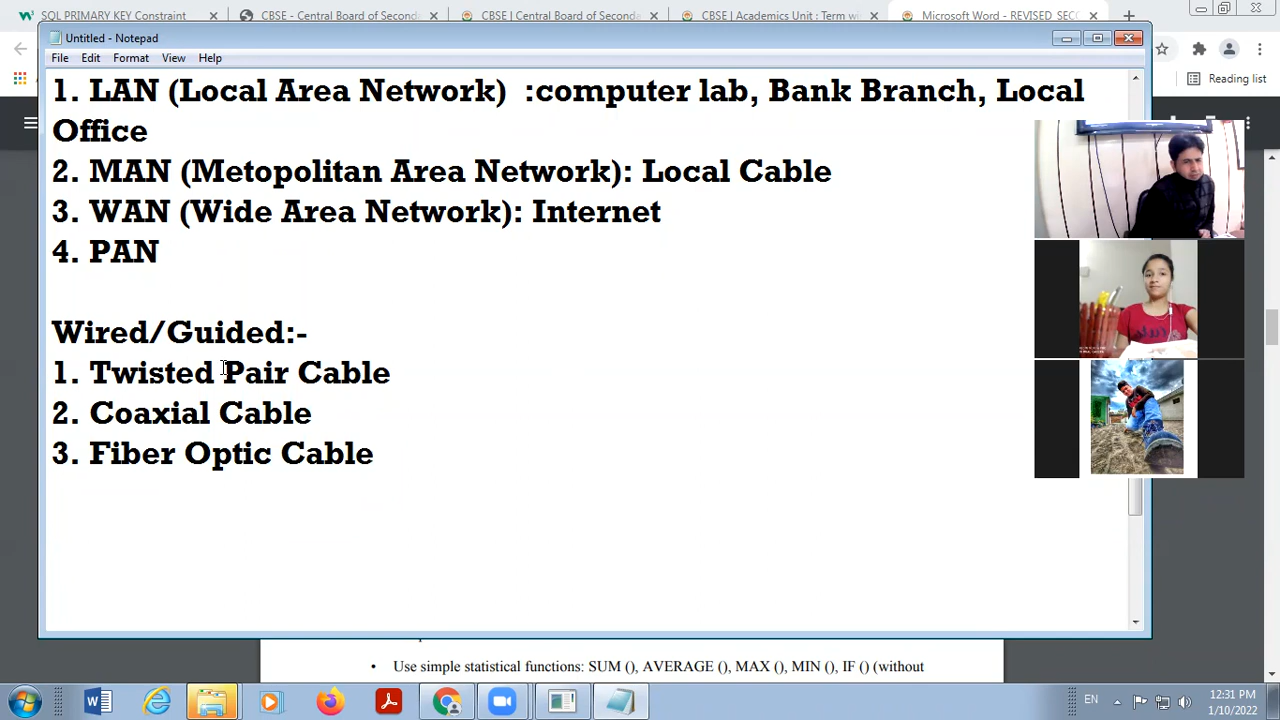 SQL PRIMARY KEY Constraint
CBSE - Central Board of Second
CBSE | Central Board of Seconda
CBSE | Academics Unit : Term wi
Microsoft Word - REVISED_SEC
Reading list
Untitled - Notepad
File Edit Format View Help
1. LAN (Local Area Network) :computer lab, Bank Branch, Local
Office
2. MAN (Metopolitan Area Network): Local Cable
3. WAN (Wide Area Network): Internet
4. PAN
Wired/Guided:-
1. Twisted Pair Cable
2. Coaxial Cable
3. Fiber Optic Cable
• Use simple statistical functions: SUM (), AVERAGE (), MAX (), MIN (), IF () (without
EN
12:31 PM
1/10/2022